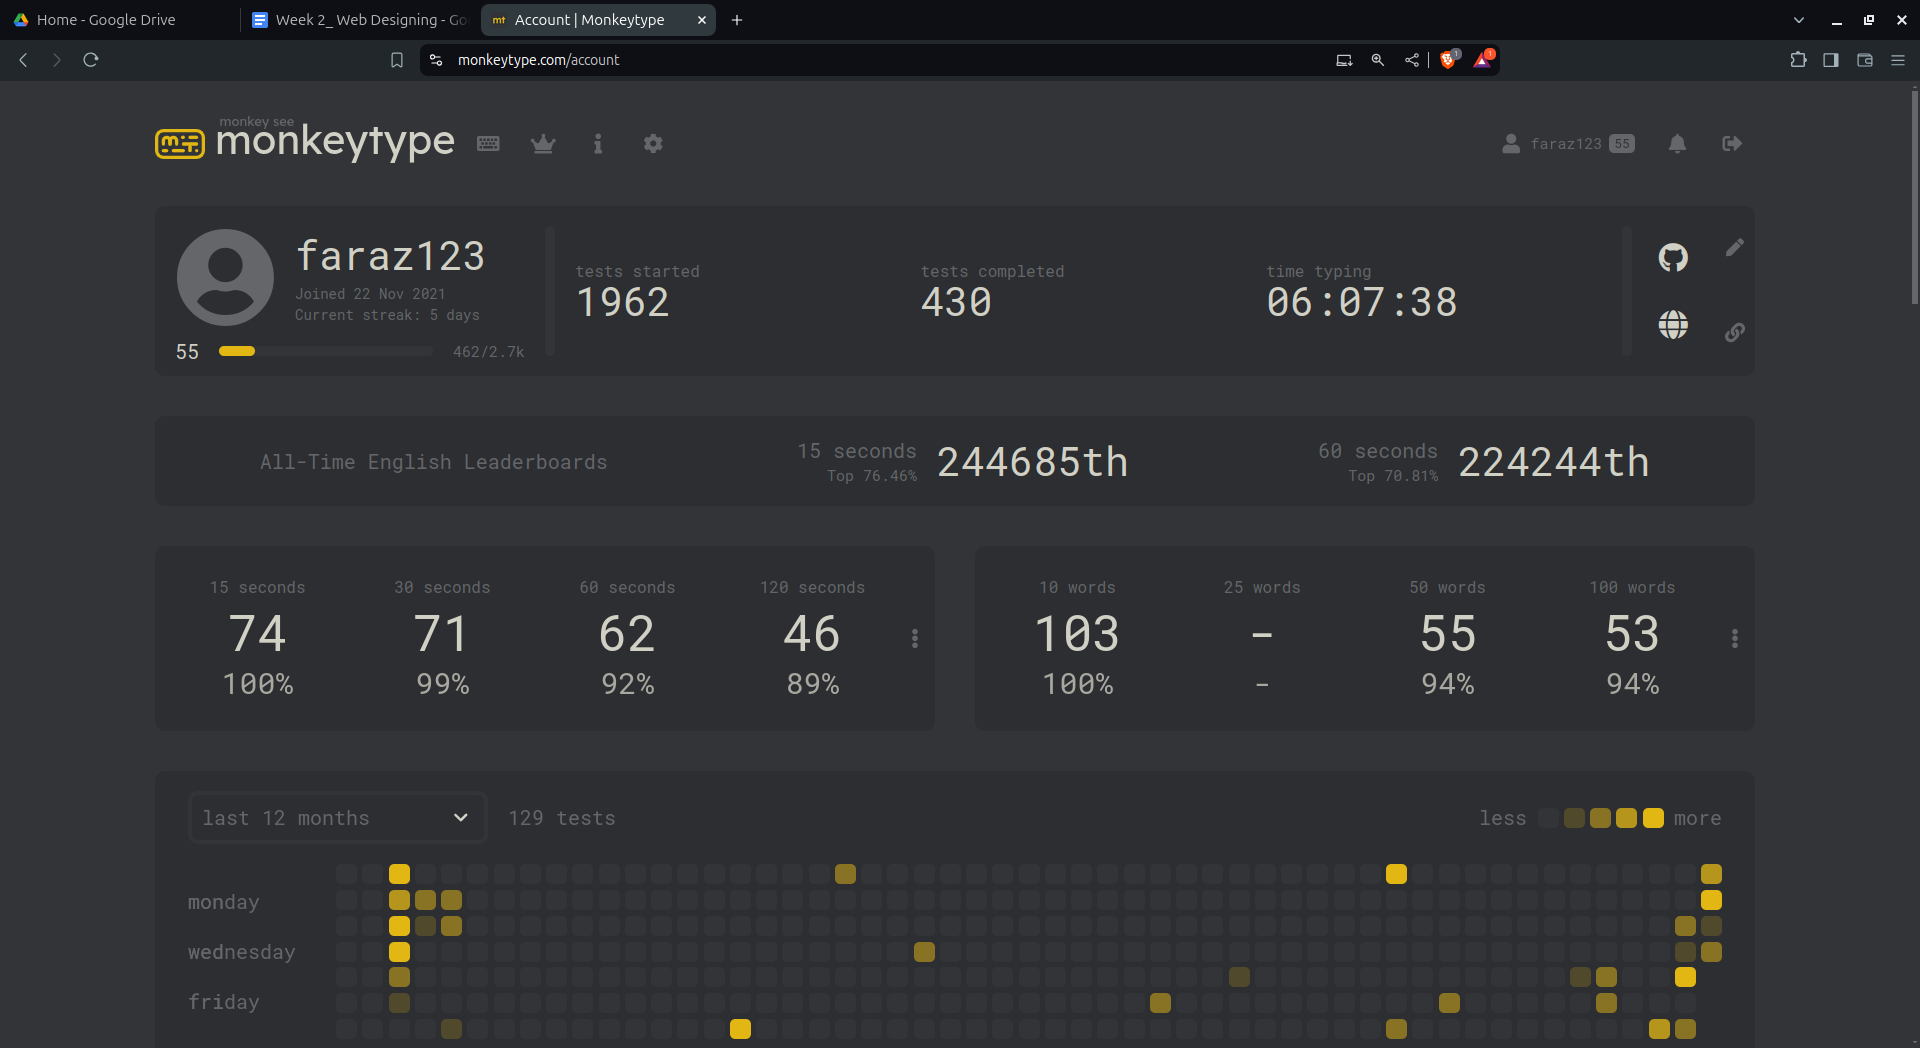 Home - Google Drive
Week 2_ Web Designing - Go
mt Account | Monkeytype
monkeytype.com/account
1
1
monkey see
mt
monkeytype
faraz123 55
faraz123
Joined 22 Nov 2021
Current streak: 5 days
55 462/2.7k
tests started
1962
tests completed
430
time typing
06:07:38
All-Time English Leaderboards
15 seconds
Top 76.46%
244685th
60 seconds
Top 70.81%
224244th
15 seconds
74
100%
30 seconds
71
99%
60 seconds
62
92%
120 seconds
46
89%
10 words
103
100%
25 words
-
-
50 words
55
94%
100 words
53
94%
last 12 months
129 tests
less more
monday
wednesday
friday